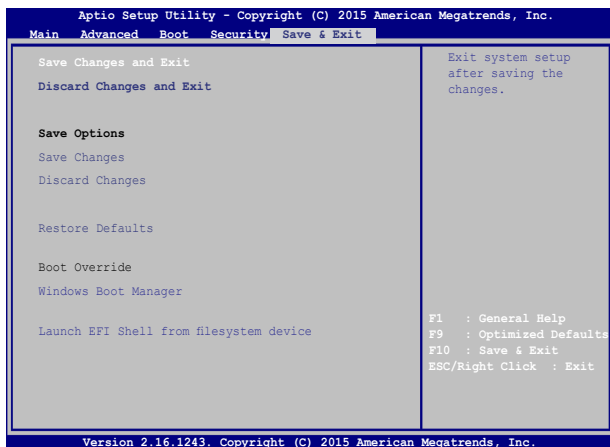 Aptio Setup Utility - Copyright (C) 2015 American Megatrends, Inc.
Main Advanced Boot Security Save & Exit
Save Changes and Exit
Discard Changes and Exit
Save Options
Save Changes
Discard Changes
Restore Defaults
Boot Override
Windows Boot Manager
Launch EFI Shell from filesystem device
Exit system setup
after saving the
changes.
F1 : General Help
F9 : Optimized Defaults
F10 : Save & Exit
ESC/Right Click : Exit
Version 2.16.1243. Copyright (C) 2015 American Megatrends, Inc.